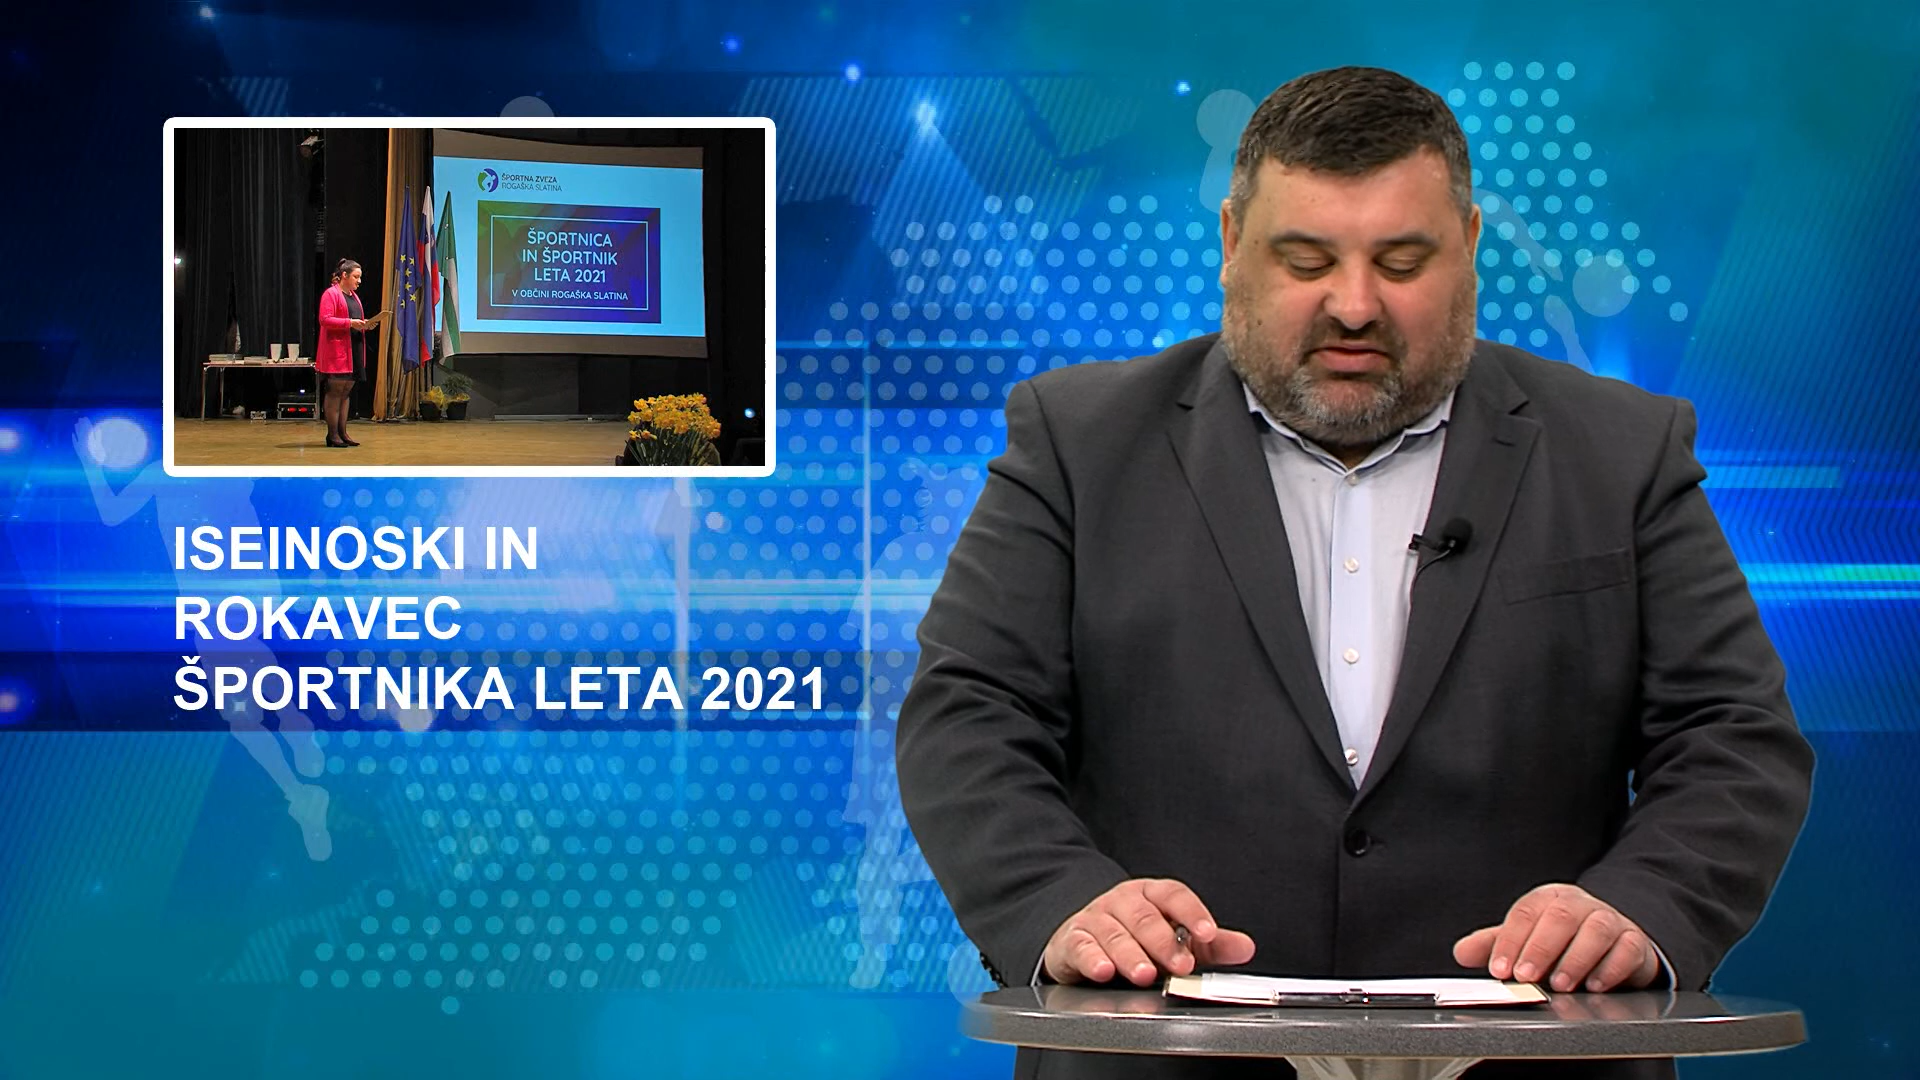 ŠPORTNA ZVEZA
ROGAŠKA SLATINA
ŠPORTNICA
IN ŠPORTNIK
LETA 2021
V OBČINI ROGAŠKA SLATINA
ISEINOSKI IN
ROKAVEC
ŠPORTNIKA LETA 2021